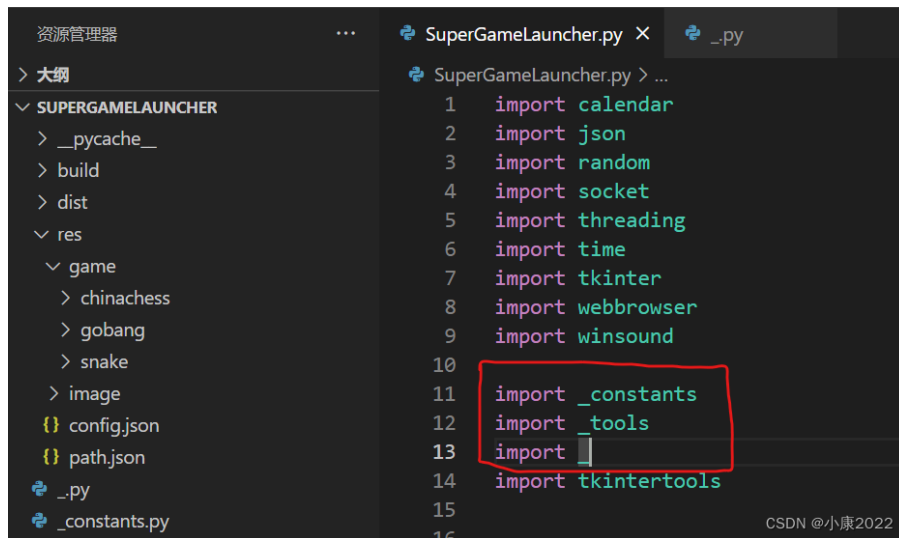 资源管理器 ···
大纲
SUPERGAMELAUNCHER
__pycache__
build
dist
res
game
chinachess
gobang
snake
image
{} config.json
{} path.json
_.py
_constants.py
SuperGameLauncher.py × _.py
SuperGameLauncher.py > ...
1 import calendar
2 import json
3 import random
4 import socket
5 import threading
6 import time
7 import tkinter
8 import webbrowser
9 import winsound
10
11 import _constants
12 import _tools
13 import _
14 import tkintertools
15
16
CSDN @小康2022